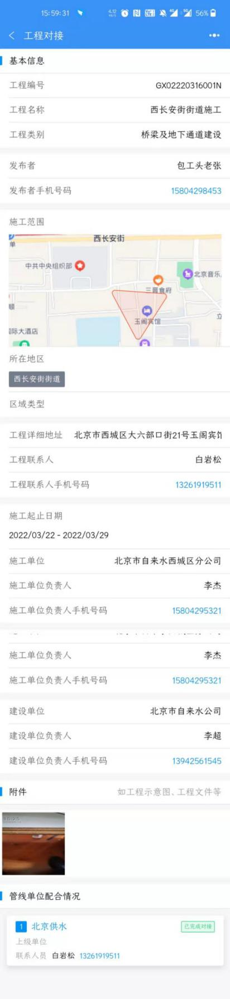 15:59:31
56%
工程对接
基本信息
工程编号 GX02220316001N
工程名称 西长安街街道施工
工程类别 桥梁及地下通道建设
发布者 包工头老张
发布者手机号码 15804298453
施工范围
西长安街
单
中共中央组织部
北京音乐
三晋食府
顺
玉阁宾馆
国际大酒店
所在地区
西长安街街道
区域类型
工程详细地址 北京市西城区大六部口街21号玉阁宾馆
工程联系人 白岩松
工程联系人手机号码 13261919511
施工起止日期
2022/03/22 - 2022/03/29
施工单位 北京市自来水西城区分公司
施工单位负责人 李杰
施工单位负责人手机号码 15804295321
施工单位负责人 李杰
施工单位负责人手机号码 15804295321
建设单位 北京市自来水公司
建设单位负责人 李超
建设单位负责人手机号码 13942561545
附件 如工程示意图、工程文件等
15:25
管线单位配合情况
1 北京供水 已完成对接
上级单位
联系人员 白岩松 13261919511